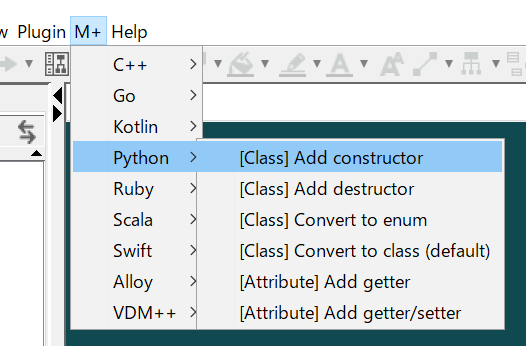 w Plugin M+ Help
C++
Go
Kotlin
Python
Ruby
Scala
Swift
Alloy
VDM++
[Class] Add constructor
[Class] Add destructor
[Class] Convert to enum
[Class] Convert to class (default)
[Attribute] Add getter
[Attribute] Add getter/setter